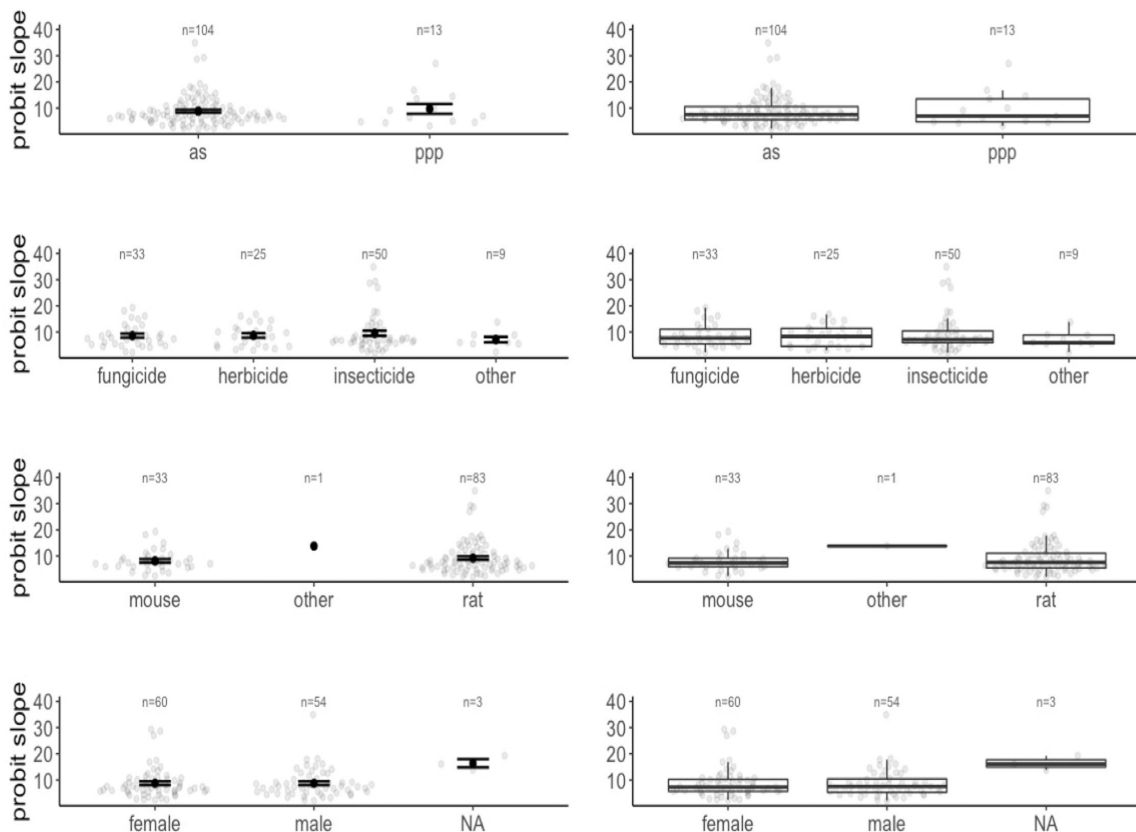 probit slope
40
30
20
10
n=104
n=13
as
ppp
40
30
20
10
n=104
n=13
as
ppp
probit slope
40
30
20
10
n=33
n=25
n=50
n=9
fungicide
herbicide
insecticide
other
40
30
20
10
n=33
n=25
n=50
n=9
fungicide
herbicide
insecticide
other
probit slope
40
30
20
10
n=33
n=1
n=83
mouse
other
rat
40
30
20
10
n=33
n=1
n=83
mouse
other
rat
probit slope
40
30
20
10
n=60
n=54
n=3
female
male
NA
40
30
20
10
n=60
n=54
n=3
female
male
NA